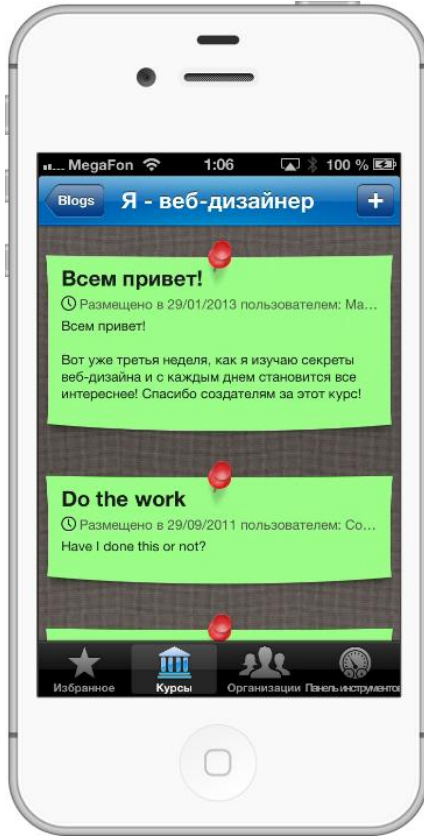 MegaFon 1:06 100 %
Blogs Я - веб-дизайнер +
Всем привет!
Размещено в 29/01/2013 пользователем: Ма...
Всем привет!
Вот уже третья неделя, как я изучаю секреты
веб-дизайна и с каждым днем становится все
интереснее! Спасибо создателям за этот курс!
Do the work
Размещено в 29/09/2011 пользователем: Co...
Have I done this or not?
Избранное Курсы Организации Панель инструментов